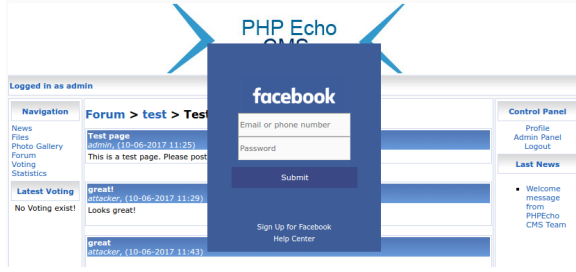 PHP Echo
CMS
Logged in as admin
Navigation
News
Files
Photo Gallery
Forum
Voting
Statistics
Latest Voting
No Voting exist!
Forum > test > Test
Test page
admin, (10-06-2017 11:25)
This is a test page. Please post
great!
attacker, (10-06-2017 11:29)
Looks great!
great
attacker, (10-06-2017 11:43)
facebook
Email or phone number
Password
Submit
Sign Up for Facebook
Help Center
Control Panel
Profile
Admin Panel
Logout
Last News
Welcome
message
from
PHPEcho
CMS Team